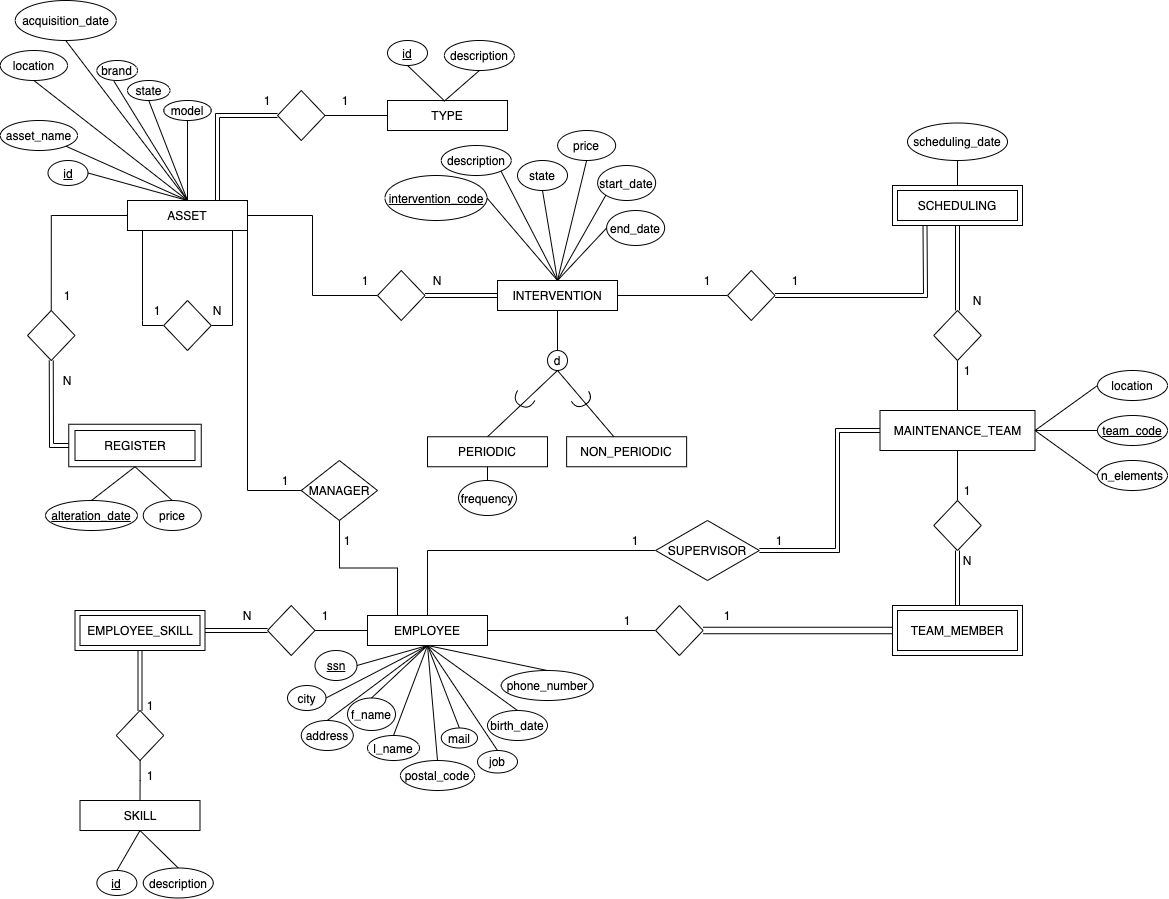 acquisition_date
location
brand
state
model
asset_name
id
ASSET
1
1
id
description
TYPE
description
state
price
start_date
end_date
intervention_code
INTERVENTION
scheduling_date
SCHEDULING
1
N
1
1
N
1
1
N
1
N
REGISTER
alteration_date
price
d
PERIODIC
NON_PERIODIC
frequency
MAINTENANCE_TEAM
location
team_code
n_elements
1
MANAGER
1
1
SUPERVISOR
1
1
N
EMPLOYEE_SKILL
N
1
EMPLOYEE
1
1
TEAM_MEMBER
ssn
city
address
f_name
l_name
postal_code
mail
job
birth_date
phone_number
1
1
SKILL
id
description